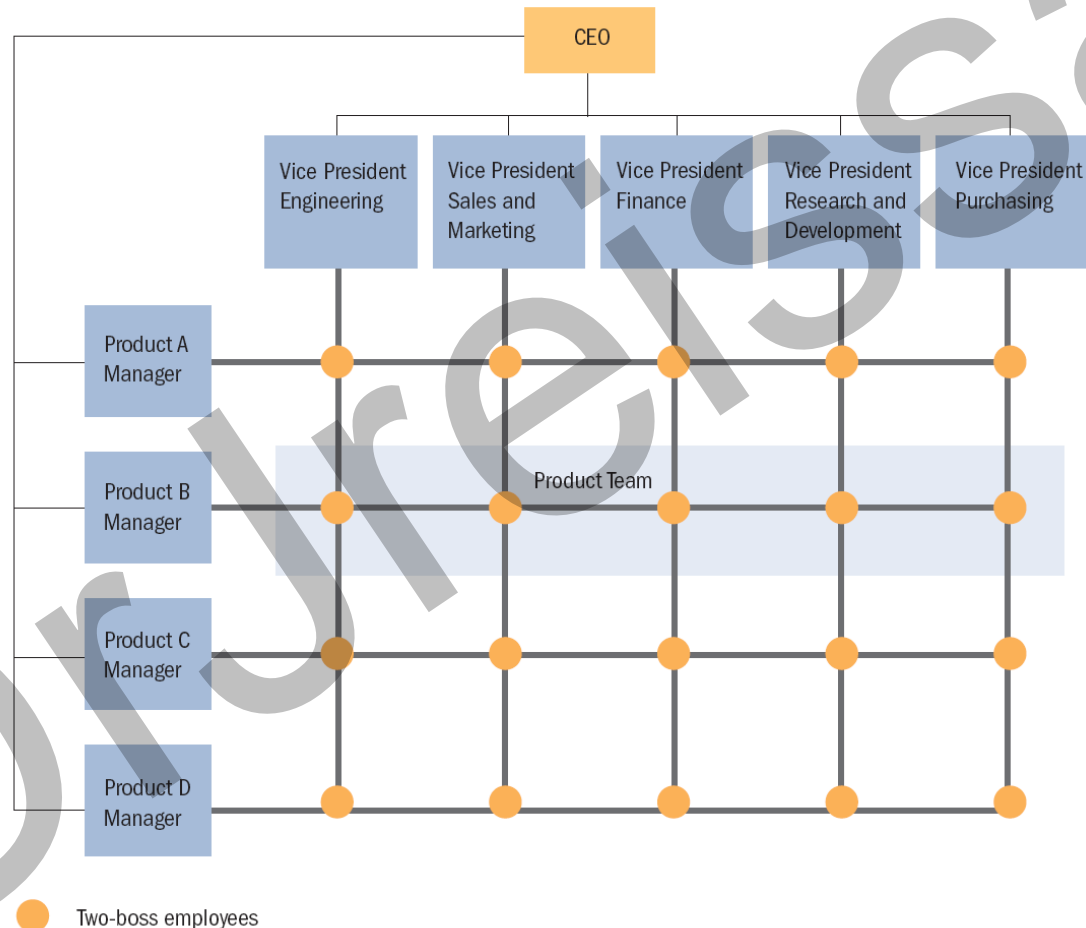 CEO
Vice President
Engineering
Vice President
Sales and
Marketing
Vice President
Finance
Vice President
Research and
Development
Vice President
Purchasing
Product A
Manager
Product Team
Product B
Manager
Product C
Manager
Product D
Manager
Two-boss employees